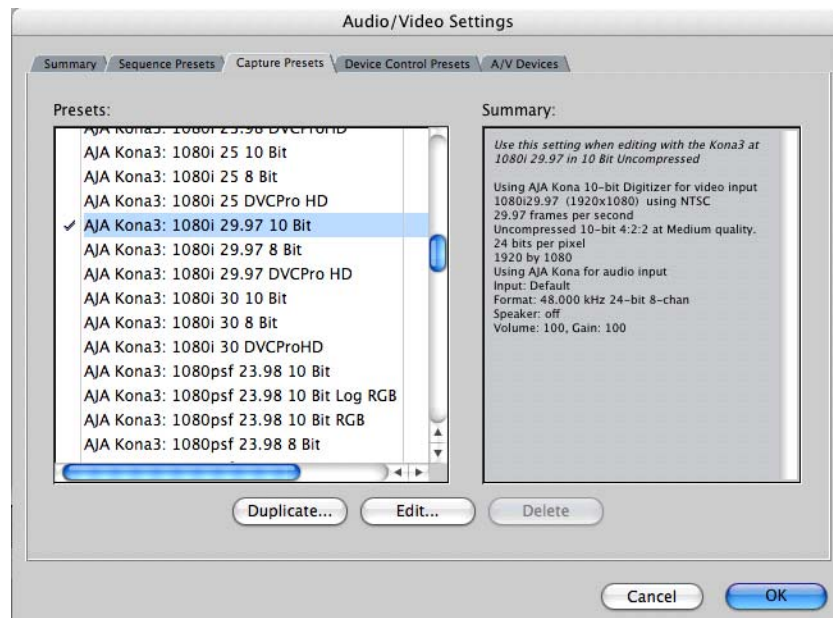 Audio/Video Settings
Summary
Sequence Presets
Capture Presets
Device Control Presets
A/V Devices
Presets:
AJA Kona3: 1080i 23.98 DVCProHD
AJA Kona3: 1080i 25 10 Bit
AJA Kona3: 1080i 25 8 Bit
AJA Kona3: 1080i 25 DVCPro HD
AJA Kona3: 1080i 29.97 10 Bit
AJA Kona3: 1080i 29.97 8 Bit
AJA Kona3: 1080i 29.97 DVCPro HD
AJA Kona3: 1080i 30 10 Bit
AJA Kona3: 1080i 30 8 Bit
AJA Kona3: 1080i 30 DVCProHD
AJA Kona3: 1080psf 23.98 10 Bit
AJA Kona3: 1080psf 23.98 10 Bit Log RGB
AJA Kona3: 1080psf 23.98 10 Bit RGB
AJA Kona3: 1080psf 23.98 8 Bit
Summary:
Use this setting when editing with the Kona3 at
1080i 29.97 in 10 Bit Uncompressed
Using AJA Kona 10-bit Digitizer for video input
1080i29.97 (1920x1080) using NTSC
29.97 frames per second
Uncompressed 10-bit 4:2:2 at Medium quality.
24 bits per pixel
1920 by 1080
Using AJA Kona for audio input
Input: Default
Format: 48.000 kHz 24-bit 8-chan
Speaker: off
Volume: 100, Gain: 100
Duplicate...
Edit...
Delete
Cancel
OK